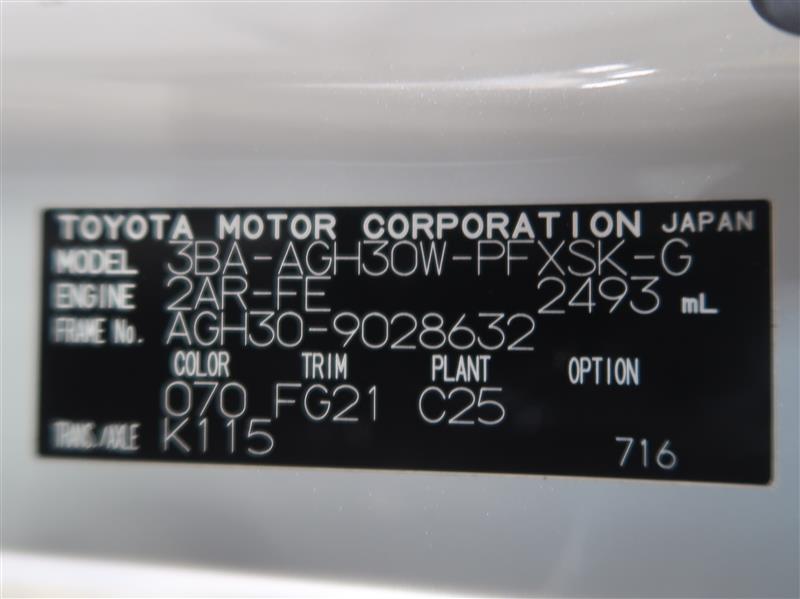 TOYOTA MOTOR CORPORATION JAPAN
MODEL 3BA-AGH30W-PFXSK-G
ENGINE 2AR-FE 2493 mL
FRAME No. AGH30-9028632
COLOR TRIM PLANT OPTION
070 FG21 C25
TRANS./AXLE K115
716